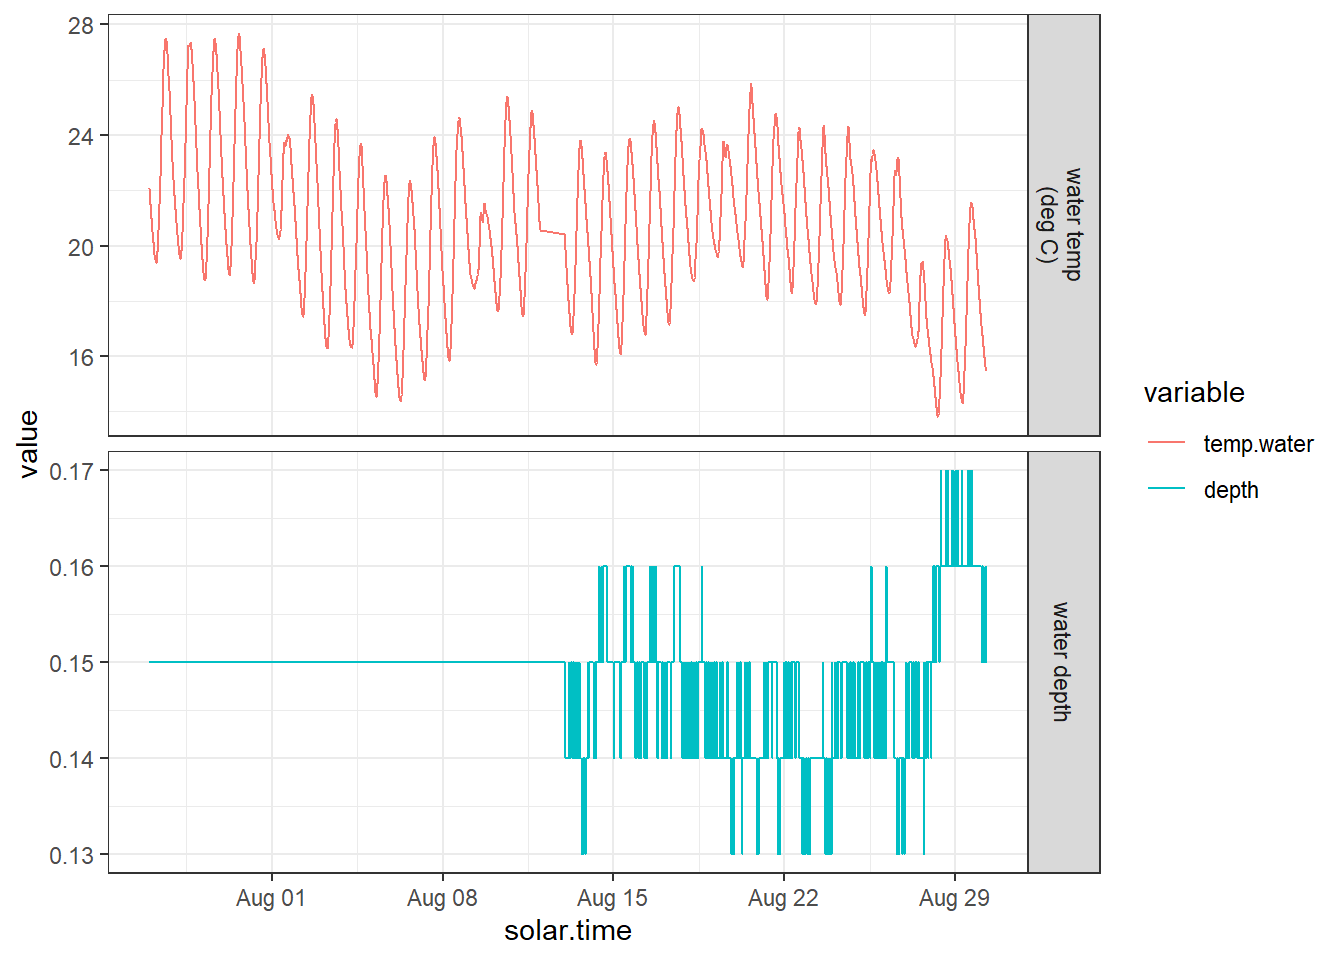 28
24
20
16
water temp
(deg C)
value
0.17
0.16
0.15
0.14
0.13
water depth
Aug 01
Aug 08
Aug 15
Aug 22
Aug 29
solar.time
variable
temp.water
depth